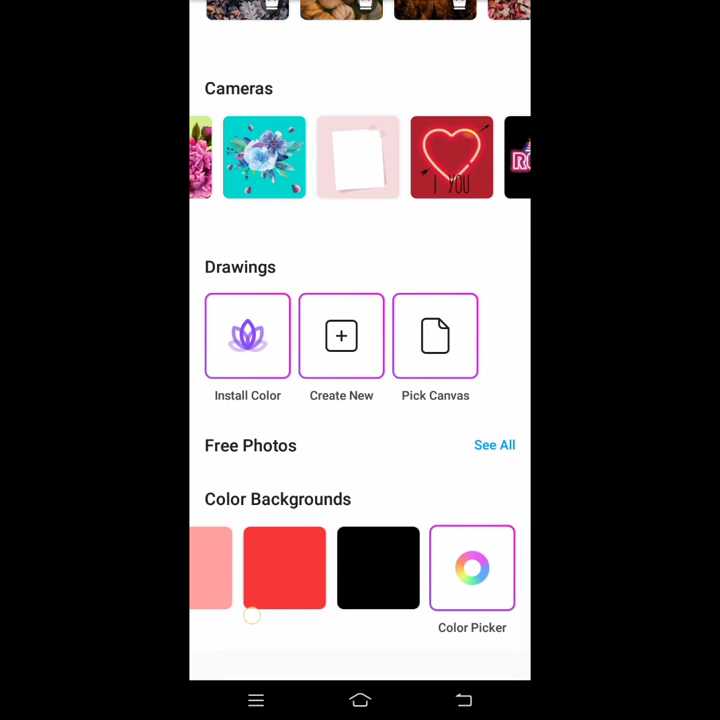 Cameras
I YOU
Drawings
Install Color
Create New
Pick Canvas
Free Photos
See All
Color Backgrounds
Color Picker